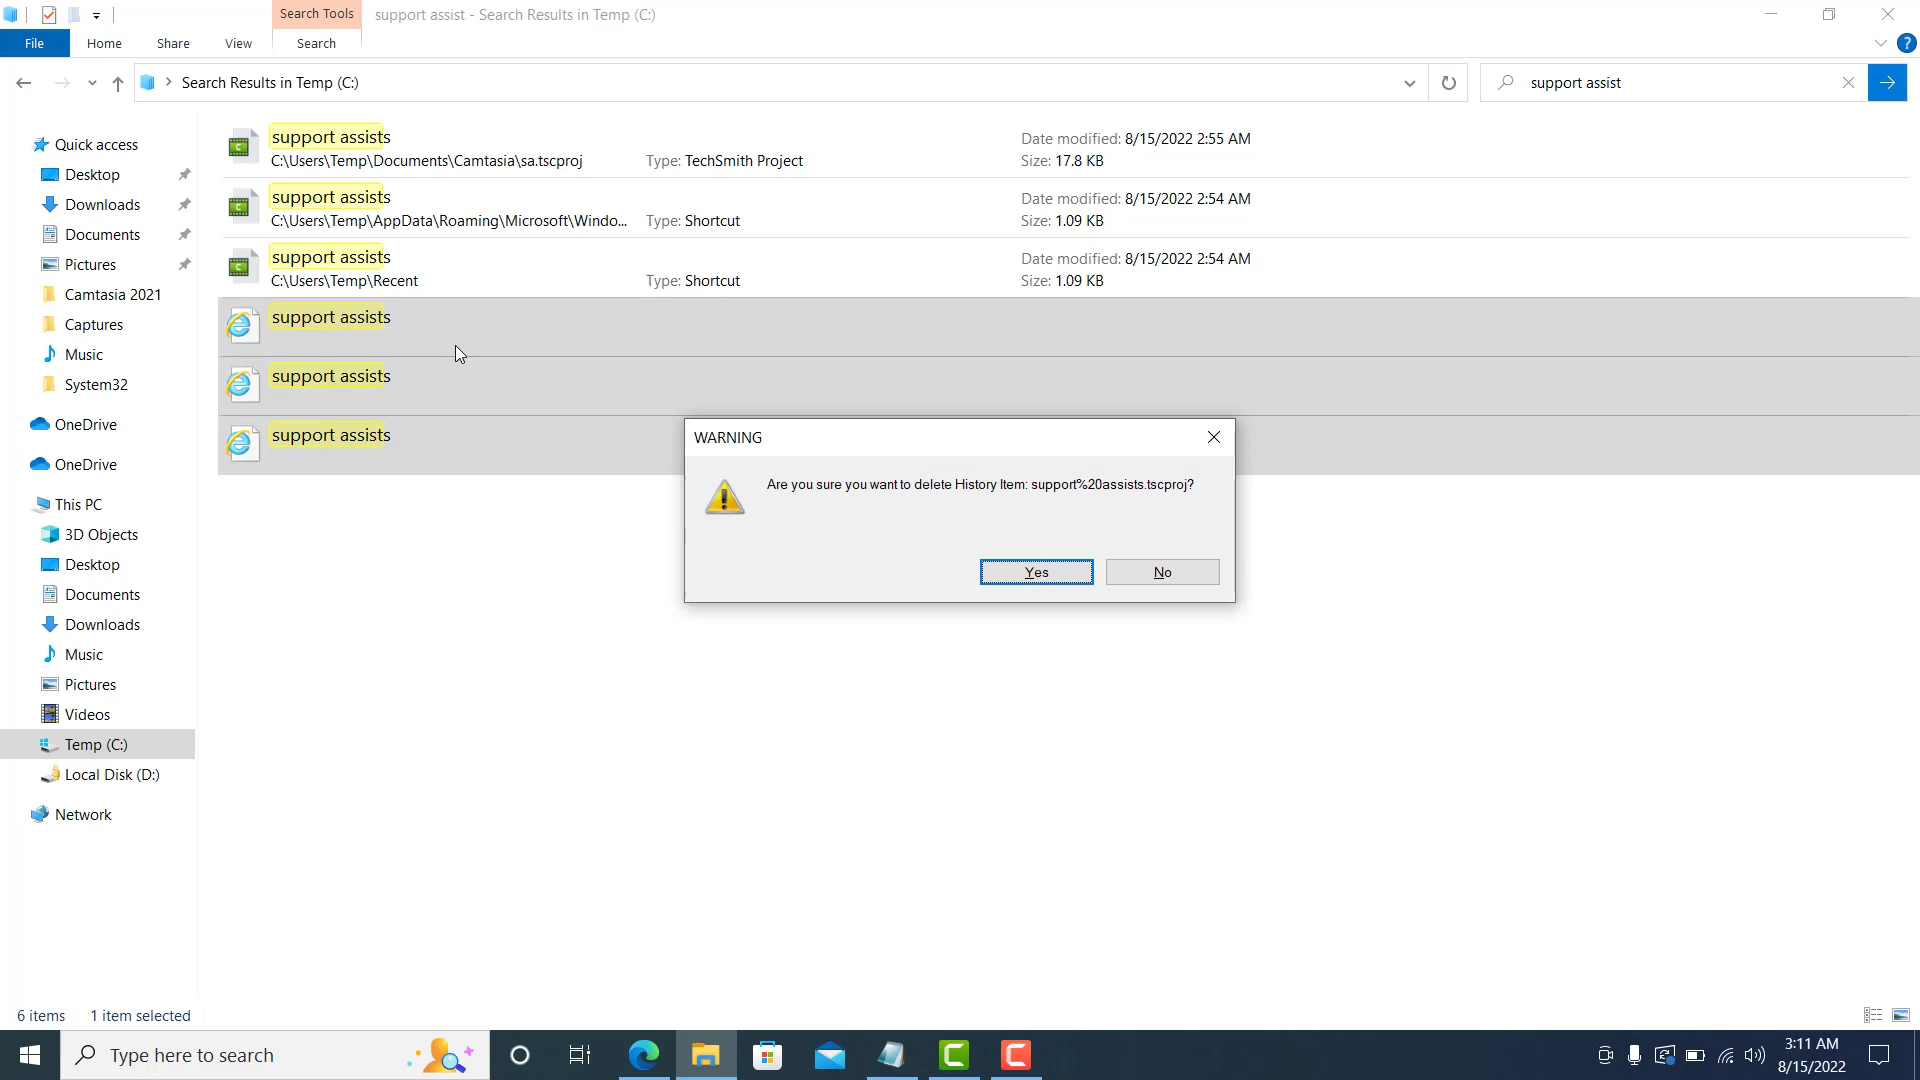 Search Tools
support assist - Search Results in Temp (C:)
File
Home
Share
View
Search
Search Results in Temp (C:)
support assist
Quick access
Desktop
Downloads
Documents
Pictures
Camtasia 2021
Captures
Music
System32
OneDrive
OneDrive
This PC
3D Objects
Desktop
Documents
Downloads
Music
Pictures
Videos
Temp (C:)
Local Disk (D:)
Network
support assists
Date modified: 8/15/2022 2:55 AM
C:\Users\Temp\Documents\Camtasia\sa.tscproj
Type: TechSmith Project
Size: 17.8 KB
support assists
Date modified: 8/15/2022 2:54 AM
C:\Users\Temp\AppData\Roaming\Microsoft\Windo...
Type: Shortcut
Size: 1.09 KB
support assists
Date modified: 8/15/2022 2:54 AM
C:\Users\Temp\Recent
Type: Shortcut
Size: 1.09 KB
support assists
support assists
support assists
WARNING
Are you sure you want to delete History Item: support%20assists.tscproj?
Yes
No
6 items
1 item selected
Type here to search
3:11 AM
8/15/2022